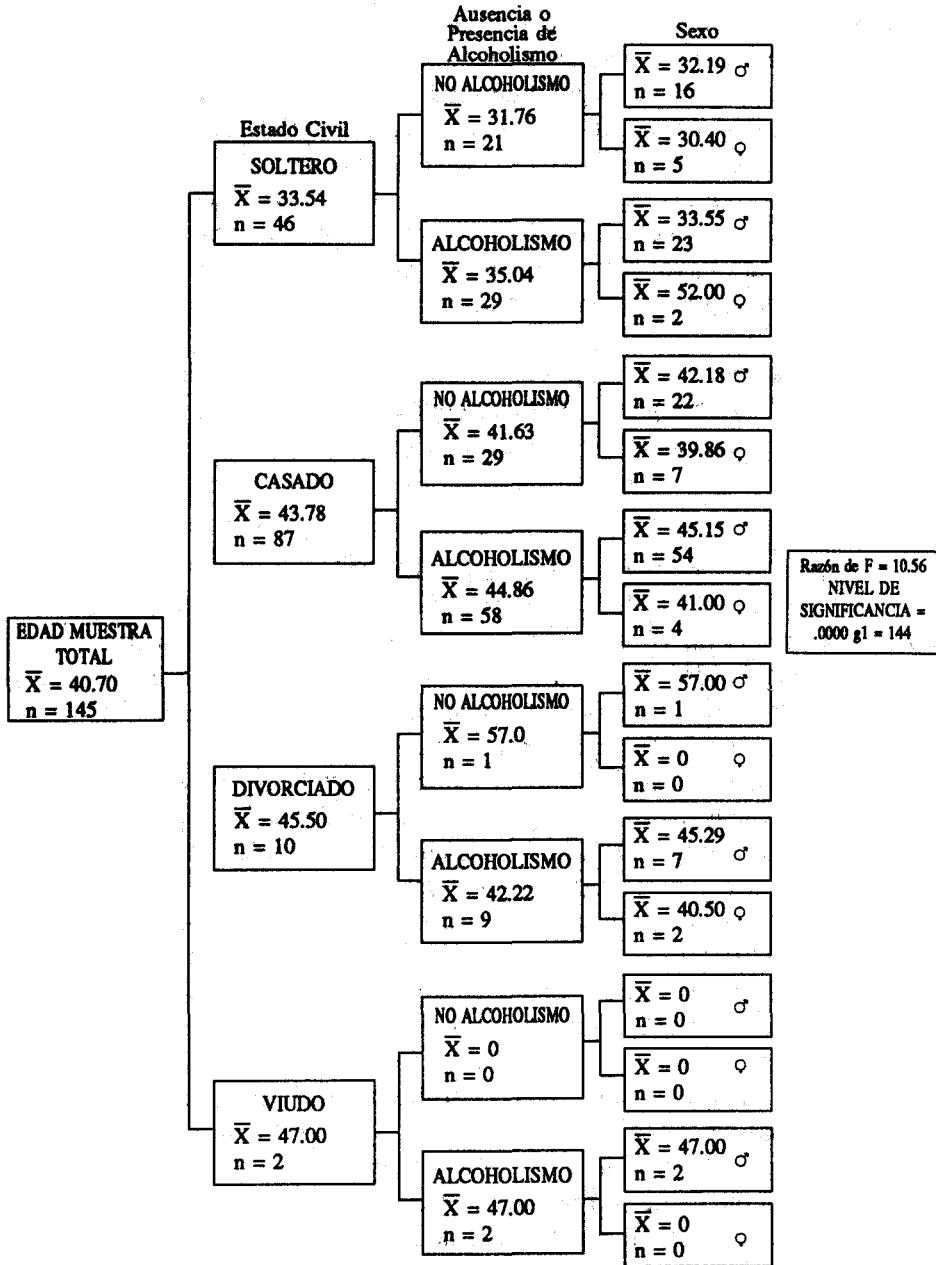 Ausencia o
Presencia de
Alcoholismo
Sexo
Estado Civil
EDAD MUESTRA
TOTAL
X̅ = 40.70
n = 145
SOLTERO
X̅ = 33.54
n = 46
NO ALCOHOLISMO
X̅ = 31.76
n = 21
X̅ = 32.19 ♂
n = 16
X̅ = 30.40 ♀
n = 5
ALCOHOLISMO
X̅ = 35.04
n = 29
X̅ = 33.55 ♂
n = 23
X̅ = 52.00 ♀
n = 2
CASADO
X̅ = 43.78
n = 87
NO ALCOHOLISMO
X̅ = 41.63
n = 29
X̅ = 42.18 ♂
n = 22
X̅ = 39.86 ♀
n = 7
ALCOHOLISMO
X̅ = 44.86
n = 58
X̅ = 45.15 ♂
n = 54
X̅ = 41.00 ♀
n = 4
Razón de F = 10.56
NIVEL DE
SIGNIFICANCIA =
.0000 g1 = 144
DIVORCIADO
X̅ = 45.50
n = 10
NO ALCOHOLISMO
X̅ = 57.0
n = 1
X̅ = 57.00 ♂
n = 1
X̅ = 0 ♀
n = 0
ALCOHOLISMO
X̅ = 42.22
n = 9
X̅ = 45.29
n = 7 ♂
X̅ = 40.50 ♀
n = 2
VIUDO
X̅ = 47.00
n = 2
NO ALCOHOLISMO
X̅ = 0
n = 0
X̅ = 0 ♂
n = 0
X̅ = 0 ♀
n = 0
ALCOHOLISMO
X̅ = 47.00
n = 2
X̅ = 47.00
n = 2 ♂
X̅ = 0
n = 0 ♀